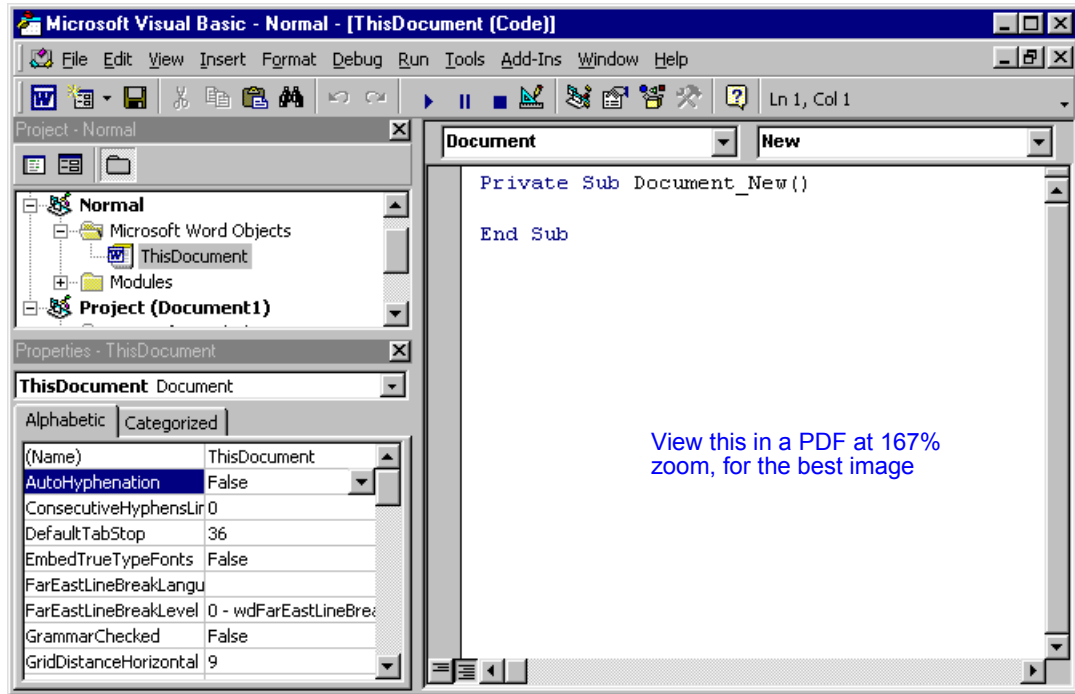 Microsoft Visual Basic - Normal - [ThisDocument (Code)]
File Edit View Insert Format Debug Run Tools Add-Ins Window Help
Ln 1, Col 1
Project - Normal
Normal
Microsoft Word Objects
ThisDocument
Modules
Project (Document1)
Properties - ThisDocument
ThisDocument Document
Alphabetic Categorized
(Name) ThisDocument
AutoHyphenation False
ConsecutiveHyphensLi 0
DefaultTabStop 36
EmbedTrueTypeFonts False
FarEastLineBreakLangu
FarEastLineBreakLevel 0 - wdFarEastLineBrea
GrammarChecked False
GridDistanceHorizontal 9
Document New
Private Sub Document_New()
End Sub
View this in a PDF at 167%
zoom, for the best image